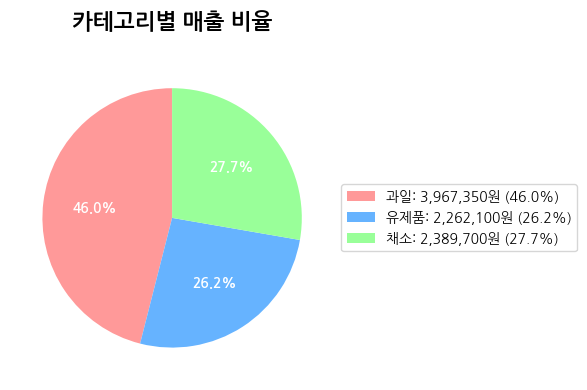 카테고리별 매출 비율
27.7%
46.0%
26.2%
과일: 3,967,350원 (46.0%)
유제품: 2,262,100원 (26.2%)
채소: 2,389,700원 (27.7%)